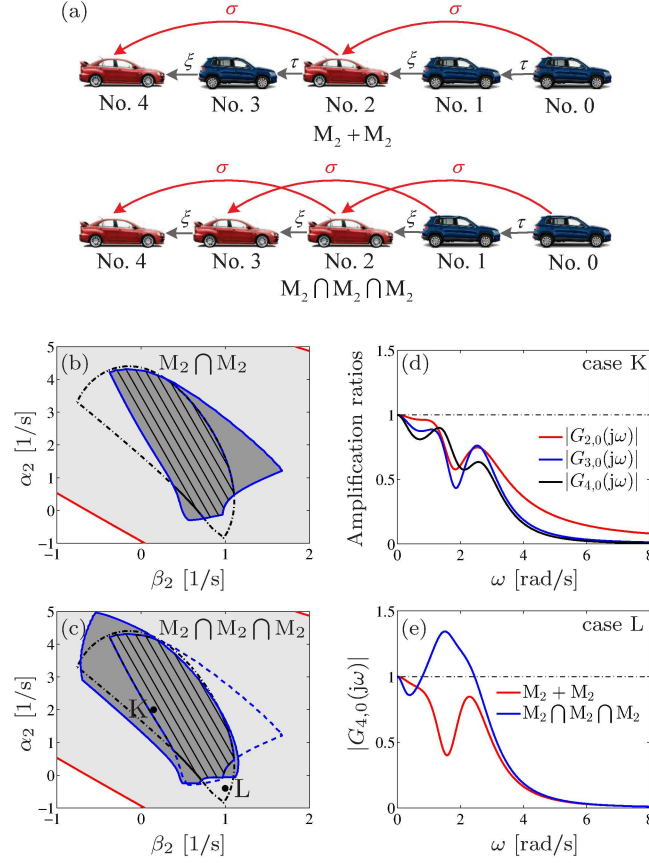 (a)
σ σ
ξ τ ξ τ
No. 4 No. 3 No. 2 No. 1 No. 0
M₂ + M₂
σ σ σ
ξ ξ ξ τ
No. 4 No. 3 No. 2 No. 1 No. 0
M₂ ⋂ M₂ ⋂ M₂
(b) M₂ ⋂ M₂
5
4
3
2
1
0
−1
α₂ [1/s]
−1 0 1 2
β₂ [1/s]
(d) case K
1.5
1
0.5
0
Amplification ratios
|G₂,₀(jω)|
|G₃,₀(jω)|
|G₄,₀(jω)|
0 2 4 6 8
ω [rad/s]
(c) M₂ ⋂ M₂ ⋂ M₂
5
4
3
2
1
0
−1
α₂ [1/s]
K
L
−1 0 1 2
β₂ [1/s]
(e) case L
1.5
1
0.5
0
|G₄,₀(jω)|
M₂ + M₂
M₂ ⋂ M₂ ⋂ M₂
0 2 4 6 8
ω [rad/s]